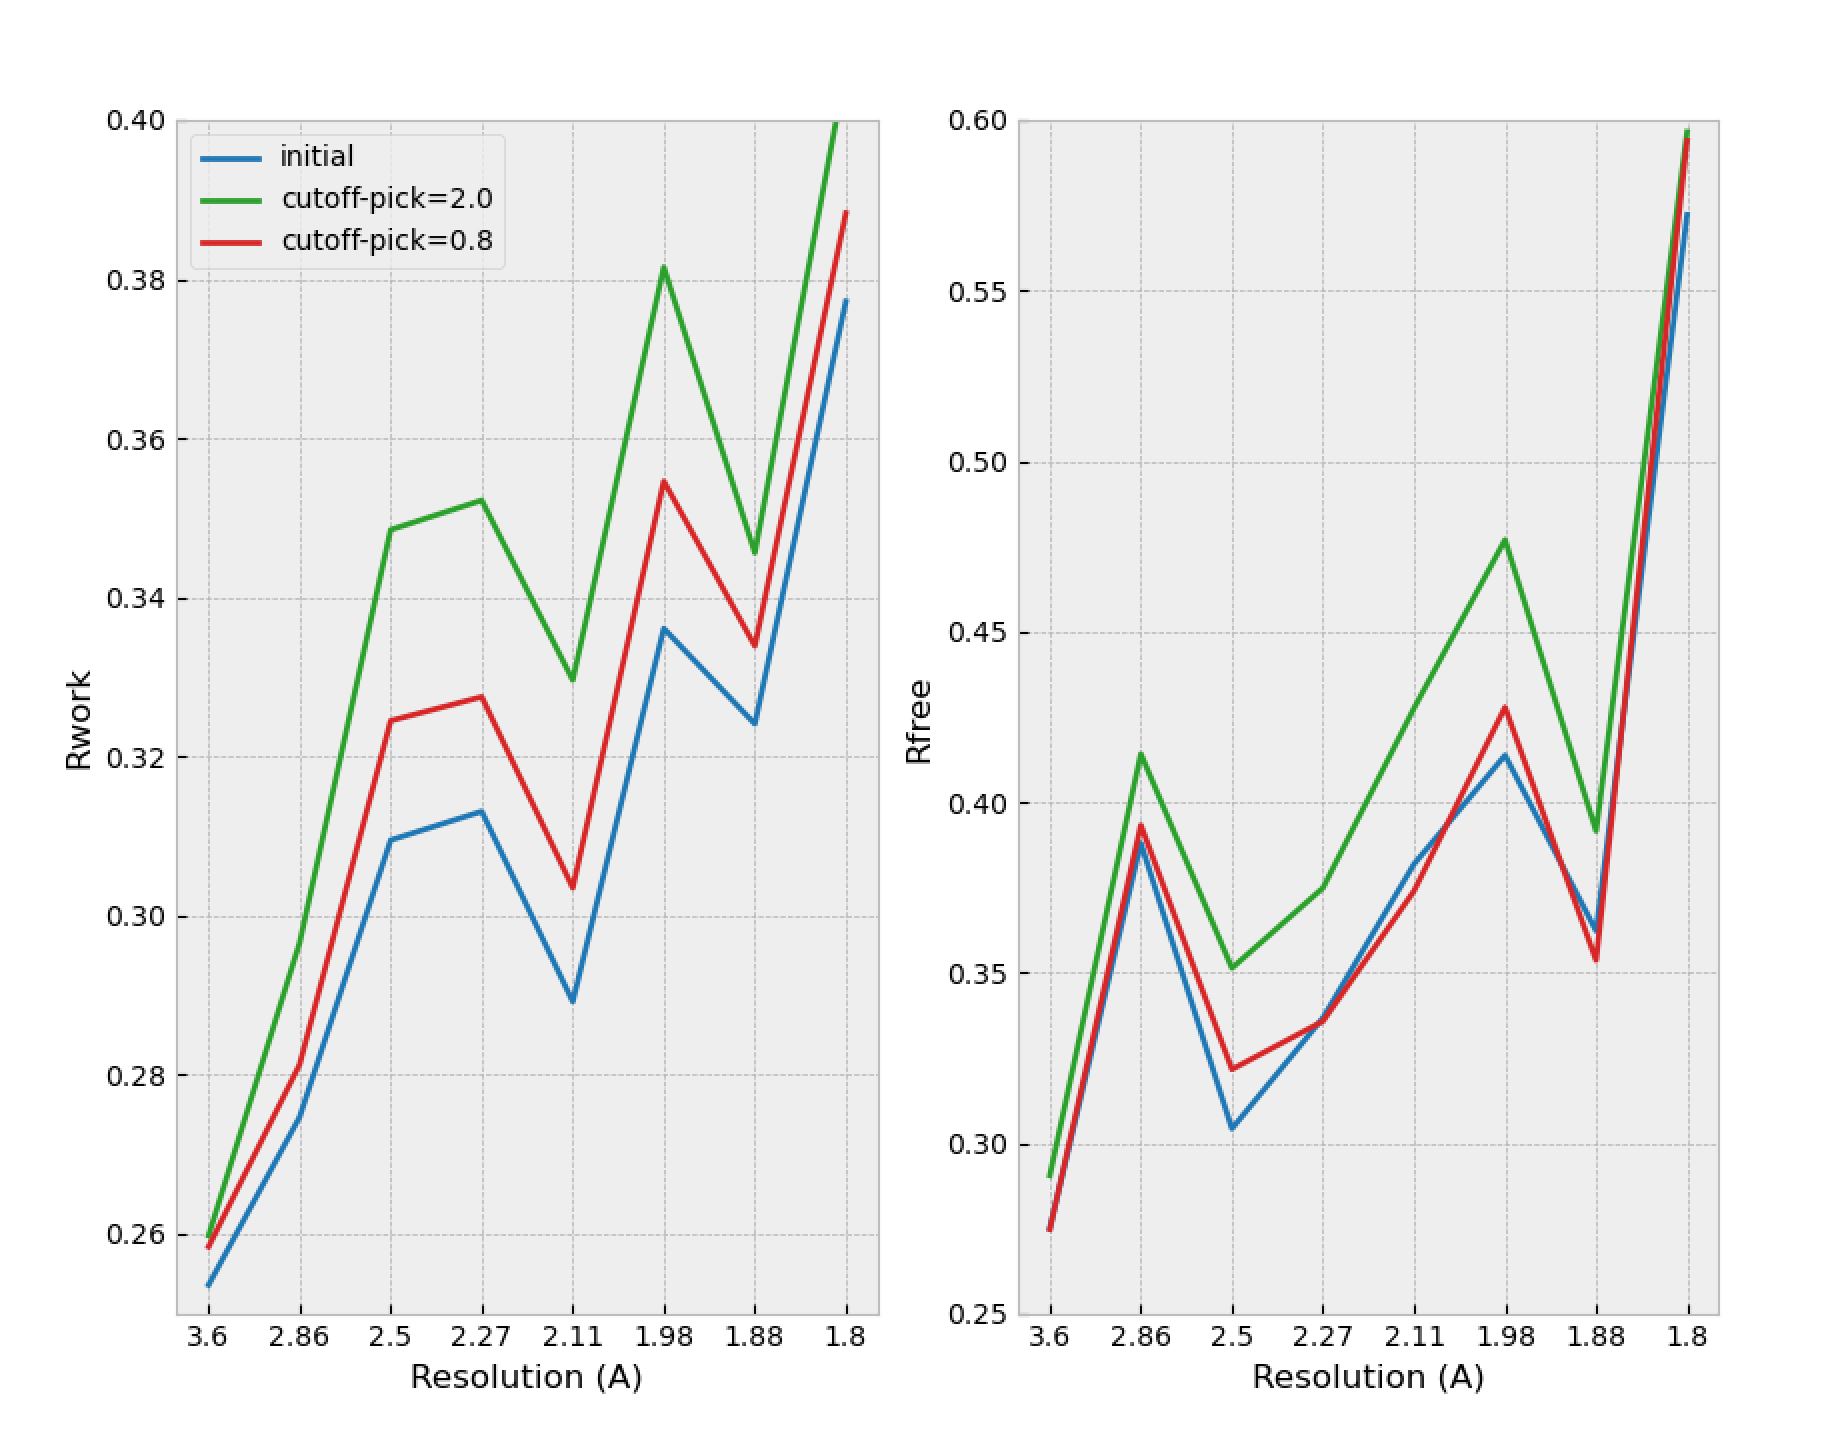 0.40
0.38
0.36
0.34
0.32
0.30
0.28
0.26
Rwork
initial
cutoff-pick=2.0
cutoff-pick=0.8
3.6 2.86 2.5 2.27 2.11 1.98 1.88 1.8
Resolution (A)
0.60
0.55
0.50
0.45
0.40
0.35
0.30
0.25
Rfree
3.6 2.86 2.5 2.27 2.11 1.98 1.88 1.8
Resolution (A)